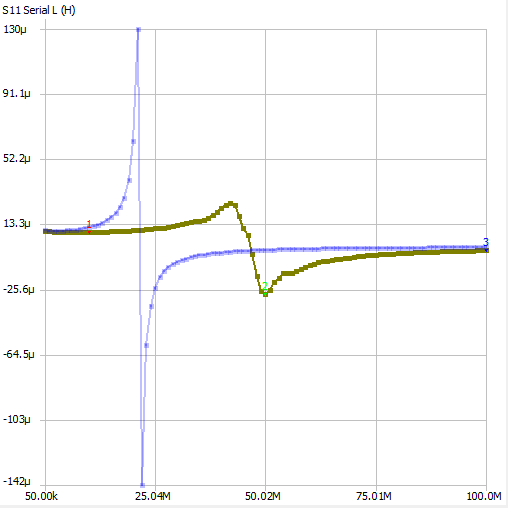 S11 Serial L (H)
130µ
91.1µ
52.2µ
13.3µ
1
3
-25.6µ
2
-64.5µ
-103µ
-142µ
50.00k 25.04M 50.02M 75.01M 100.0M